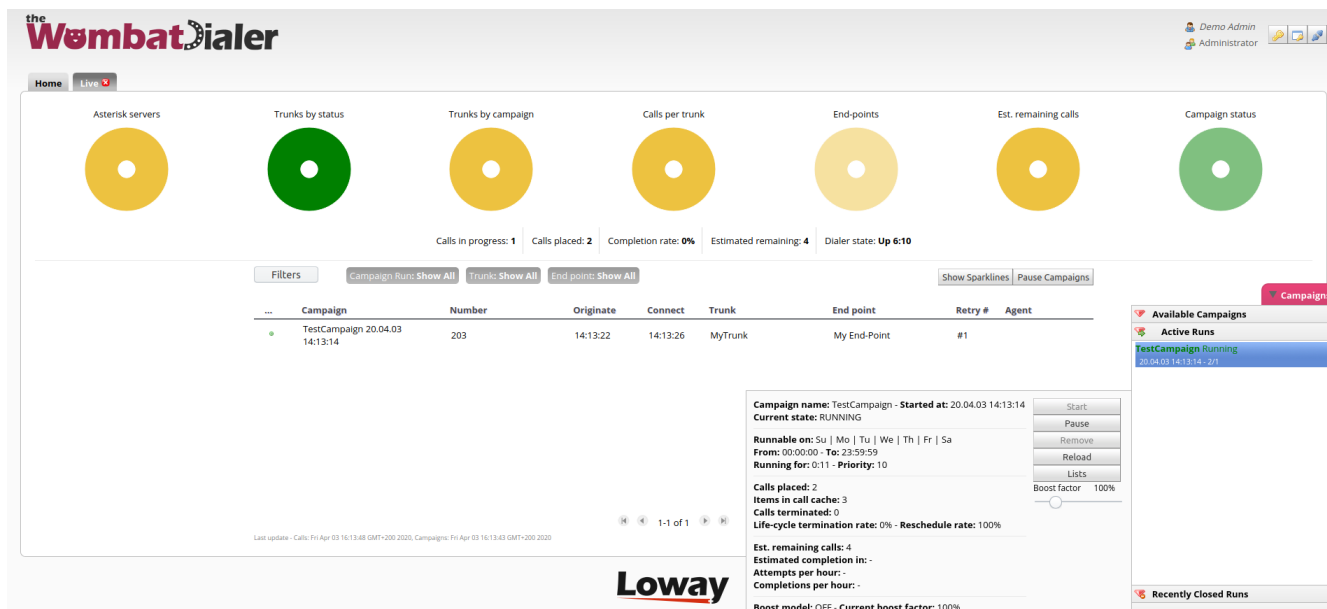 the
WombatDialer
Demo Admin
Administrator
Home Live
Asterisk servers Trunks by status Trunks by campaign Calls per trunk End-points Est. remaining calls Campaign status
Calls in progress: 1 Calls placed: 2 Completion rate: 0% Estimated remaining: 4 Dialer state: Up 6:10
Filters Campaign Run: Show All Trunk: Show All End point: Show All Show Sparklines Pause Campaigns
... Campaign Number Originate Connect Trunk End point Retry # Agent
TestCampaign 20.04.03
14:13:14 203 14:13:22 14:13:26 MyTrunk My End-Point #1
1-1 of 1
Last update - Calls: Fri Apr 03 16:13:48 GMT+200 2020, Campaigns: Fri Apr 03 16:13:43 GMT+200 2020
Loway
Campaigns
Available Campaigns
Active Runs
TestCampaign Running
20.04.03 14:13:14 - 2/1
Campaign name: TestCampaign - Started at: 20.04.03 14:13:14
Current state: RUNNING
Runnable on: Su | Mo | Tu | We | Th | Fr | Sa
From: 00:00:00 - To: 23:59:59
Running for: 0:11 - Priority: 10
Calls placed: 2
Items in call cache: 3
Calls terminated: 0
Life-cycle termination rate: 0% - Reschedule rate: 100%
Est. remaining calls: 4
Estimated completion in: -
Attempts per hour: -
Completions per hour: -
Boost model: OFF - Current boost factor: 100%
Start
Pause
Remove
Reload
Lists
Boost factor 100%
Recently Closed Runs